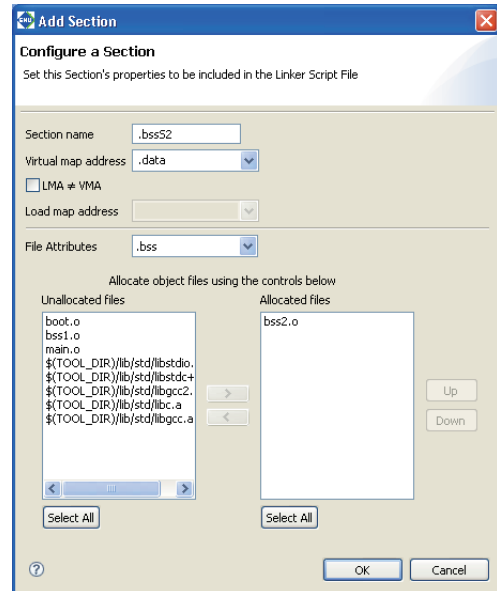 GNU Add Section
Configure a Section
Set this Section's properties to be included in the Linker Script File
Section name .bssS2
Virtual map address .data
LMA ≠ VMA
Load map address
File Attributes .bss
Allocate object files using the controls below
Unallocated files Allocated files
boot.o bss2.o
bss1.o
main.o
$(TOOL_DIR)/lib/std/libstdio.
$(TOOL_DIR)/lib/std/libstdc+
$(TOOL_DIR)/lib/std/libgcc2.
$(TOOL_DIR)/lib/std/libc.a
$(TOOL_DIR)/lib/std/libgcc.a
> Up
< Down
Select All Select All
? OK Cancel